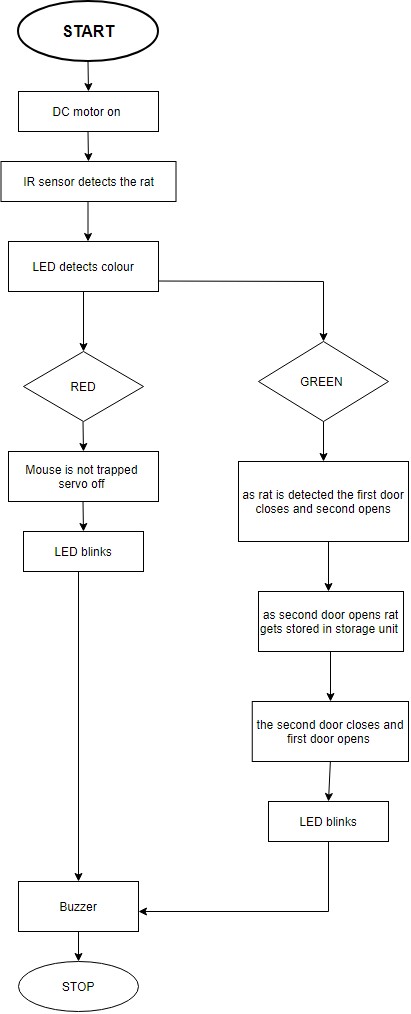 START
DC motor on
IR sensor detects the rat
LED detects colour
RED
Mouse is not trapped
servo off
LED blinks
GREEN
as rat is detected the first door
closes and second opens
as second door opens rat
gets stored in storage unit
the second door closes and
first door opens
LED blinks
Buzzer
STOP